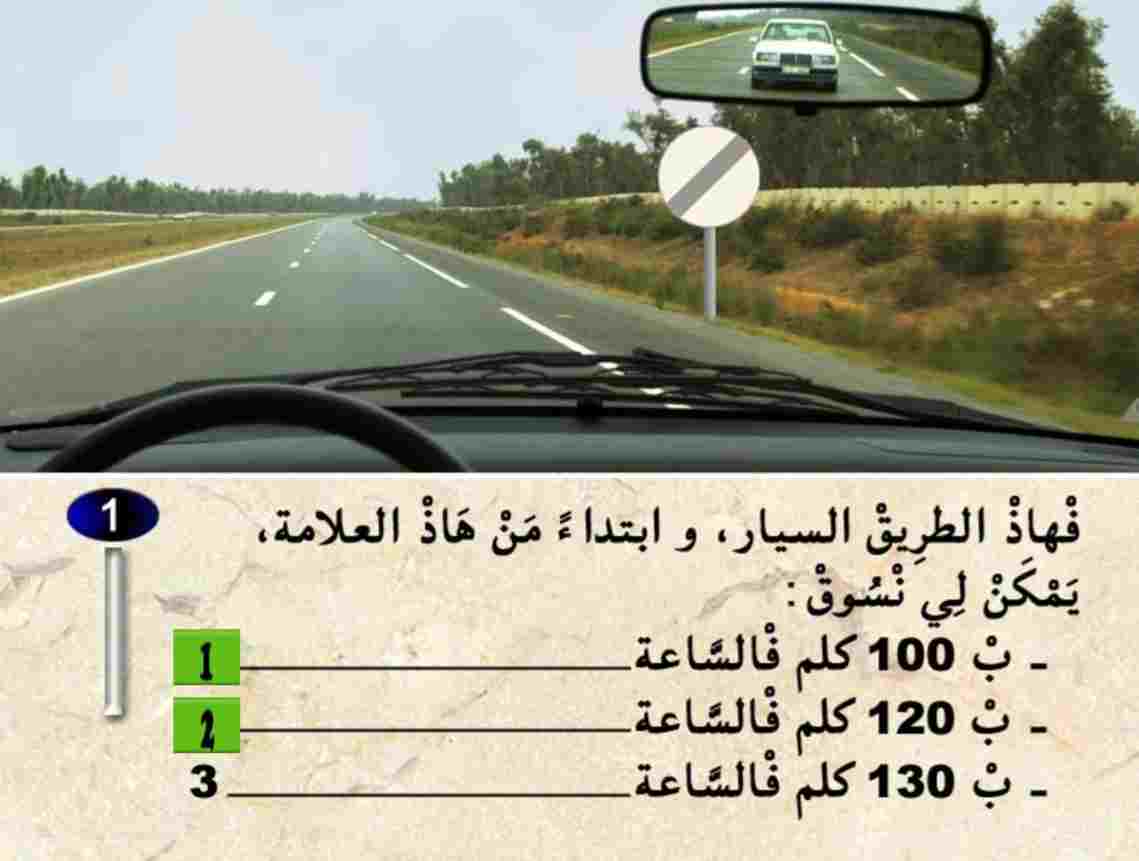 1
فْهاذْ الطرِيقْ السيار، و ابتداءً مَنْ هَاذْ العلامة،
يَمْكَنْ لِي نْسُوقْ:
ـ بْ 100 كلم فْالسَّاعة 1
ـ بْ 120 كلم فْالسَّاعة 2
ـ بْ 130 كلم فْالسَّاعة 3